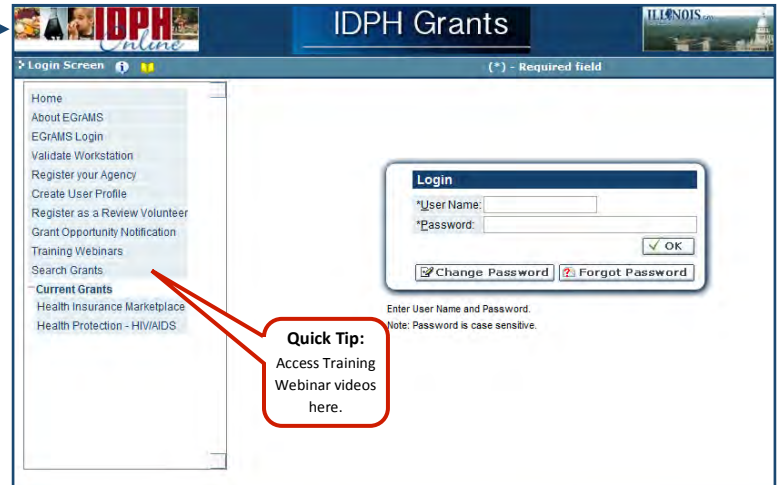 IDPH
Online
IDPH Grants
ILLINOIS
Login Screen
(*) - Required field
Home
About EGrAMS
EGrAMS Login
Validate Workstation
Register your Agency
Create User Profile
Register as a Review Volunteer
Grant Opportunity Notification
Training Webinars
Search Grants
Current Grants
Health Insurance Marketplace
Health Protection - HIV/AIDS
Login
*User Name:
*Password:
OK
Change Password
Forgot Password
Enter User Name and Password.
Note: Password is case sensitive.
Quick Tip:
Access Training
Webinar videos
here.